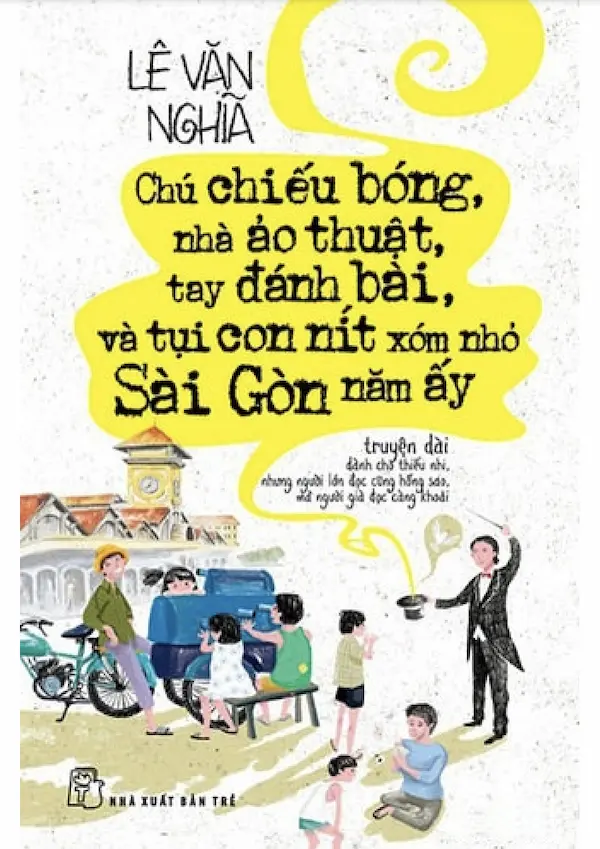 LÊ VĂN
NGHĨA
Chú chiếu bóng,
nhà ảo thuật,
tay đánh bài,
và tụi con nít xóm nhỏ
Sài Gòn năm ấy
truyện dài
dành cho thiếu nhi,
nhưng người lớn đọc cũng hổng sao,
mà người già đọc càng khoái
NHÀ XUẤT BẢN TRẺ